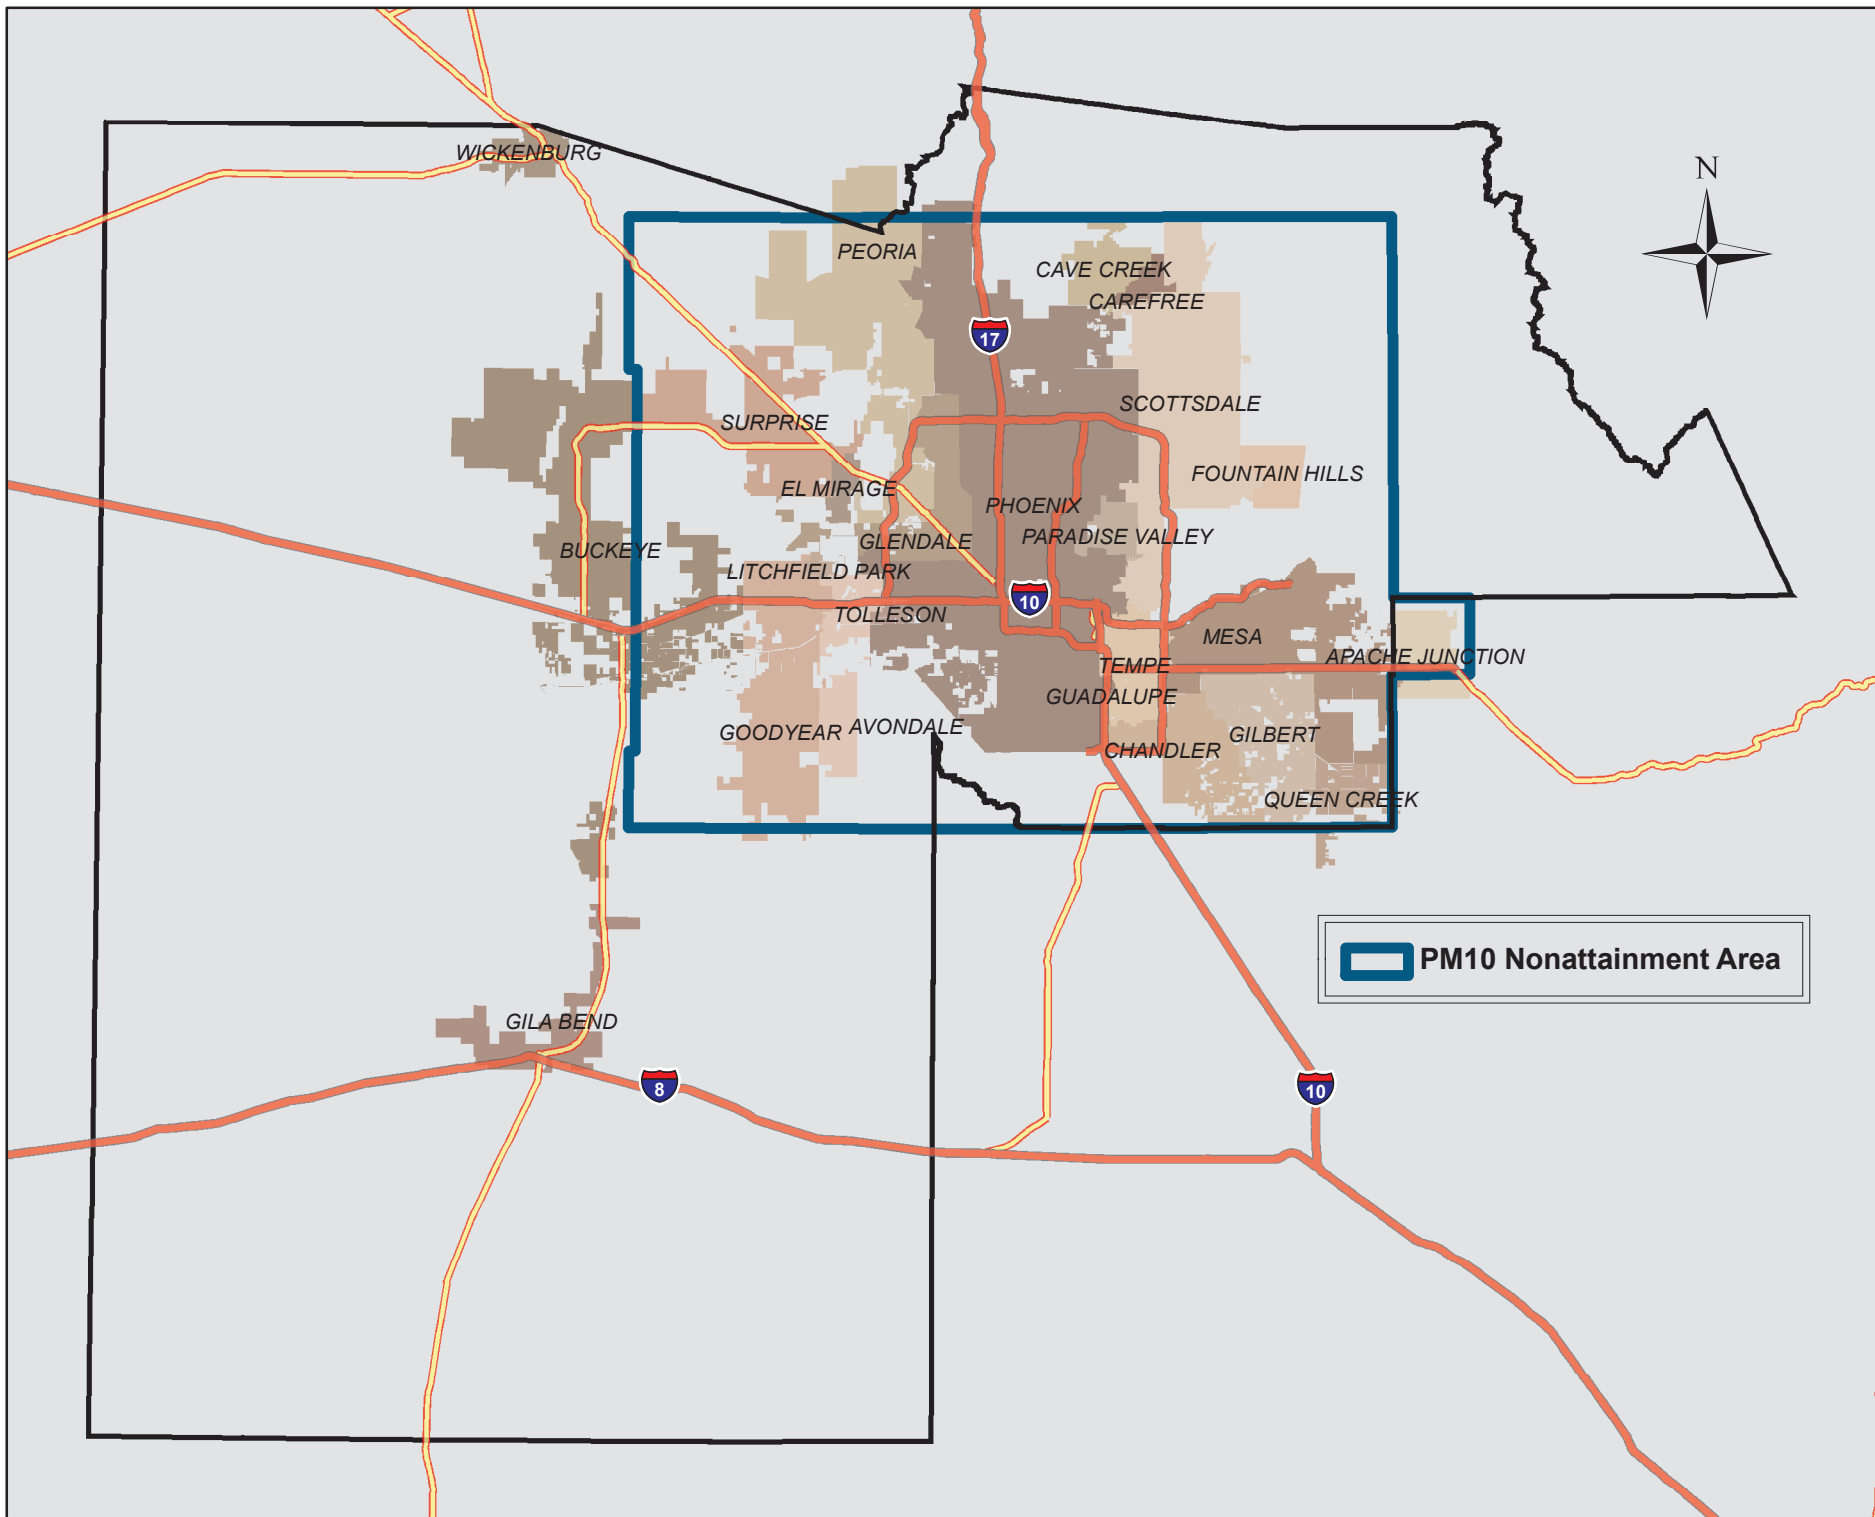 WICKENBURG
N
PEORIA
CAVE CREEK
CAREFREE
17
SCOTTSDALE
SURPRISE
FOUNTAIN HILLS
EL MIRAGE
PHOENIX
PARADISE VALLEY
GLENDALE
BUCKEYE
LITCHFIELD PARK
10
TOLLESON
MESA
APACHE JUNCTION
TEMPE
GUADALUPE
GOODYEAR
AVONDALE
GILBERT
CHANDLER
QUEEN CREEK
PM10 Nonattainment Area
GILA BEND
8
10